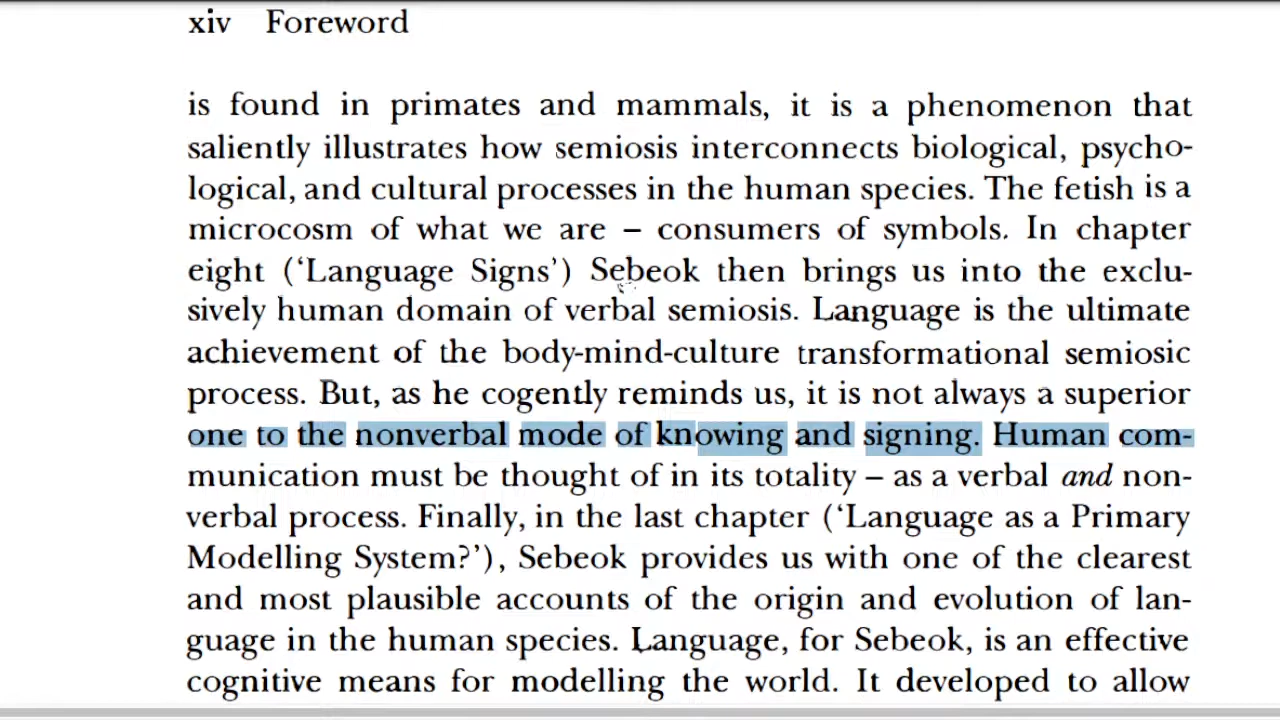 xiv Foreword
is found in primates and mammals, it is a phenomenon that
saliently illustrates how semiosis interconnects biological, psycho-
logical, and cultural processes in the human species. The fetish is a
microcosm of what we are – consumers of symbols. In chapter
eight (‘Language Signs’) Sebeok then brings us into the exclu-
sively human domain of verbal semiosis. Language is the ultimate
achievement of the body-mind-culture transformational semiosic
process. But, as he cogently reminds us, it is not always a superior
one to the nonverbal mode of knowing and signing. Human com-
munication must be thought of in its totality – as a verbal and non-
verbal process. Finally, in the last chapter (‘Language as a Primary
Modelling System?’), Sebeok provides us with one of the clearest
and most plausible accounts of the origin and evolution of lan-
guage in the human species. Language, for Sebeok, is an effective
cognitive means for modelling the world. It developed to allow